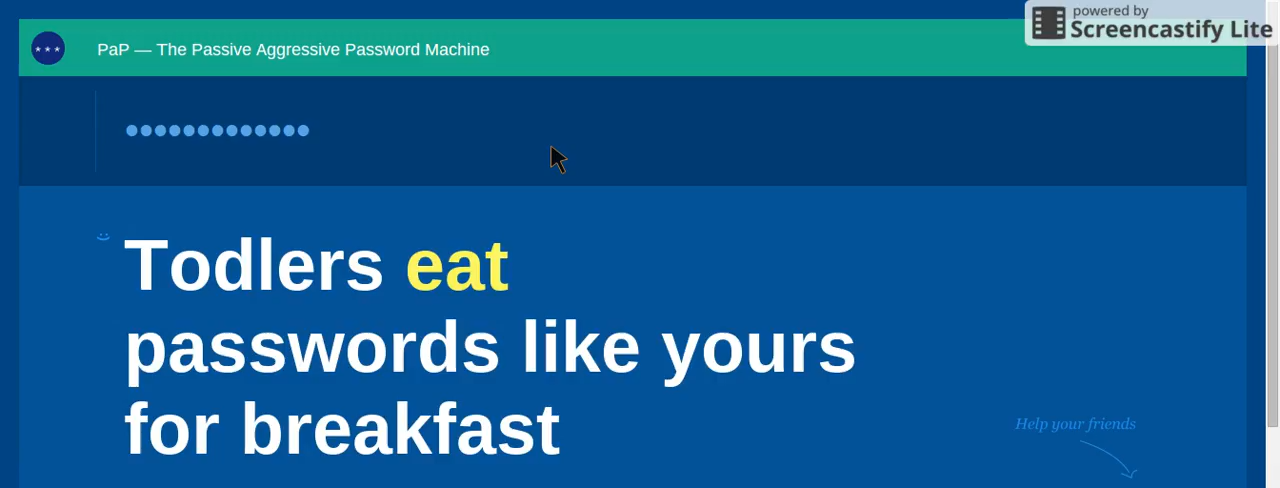 powered by
Screencastify Lite
*** PaP — The Passive Aggressive Password Machine
Todlers eat
passwords like yours
for breakfast
Help your friends